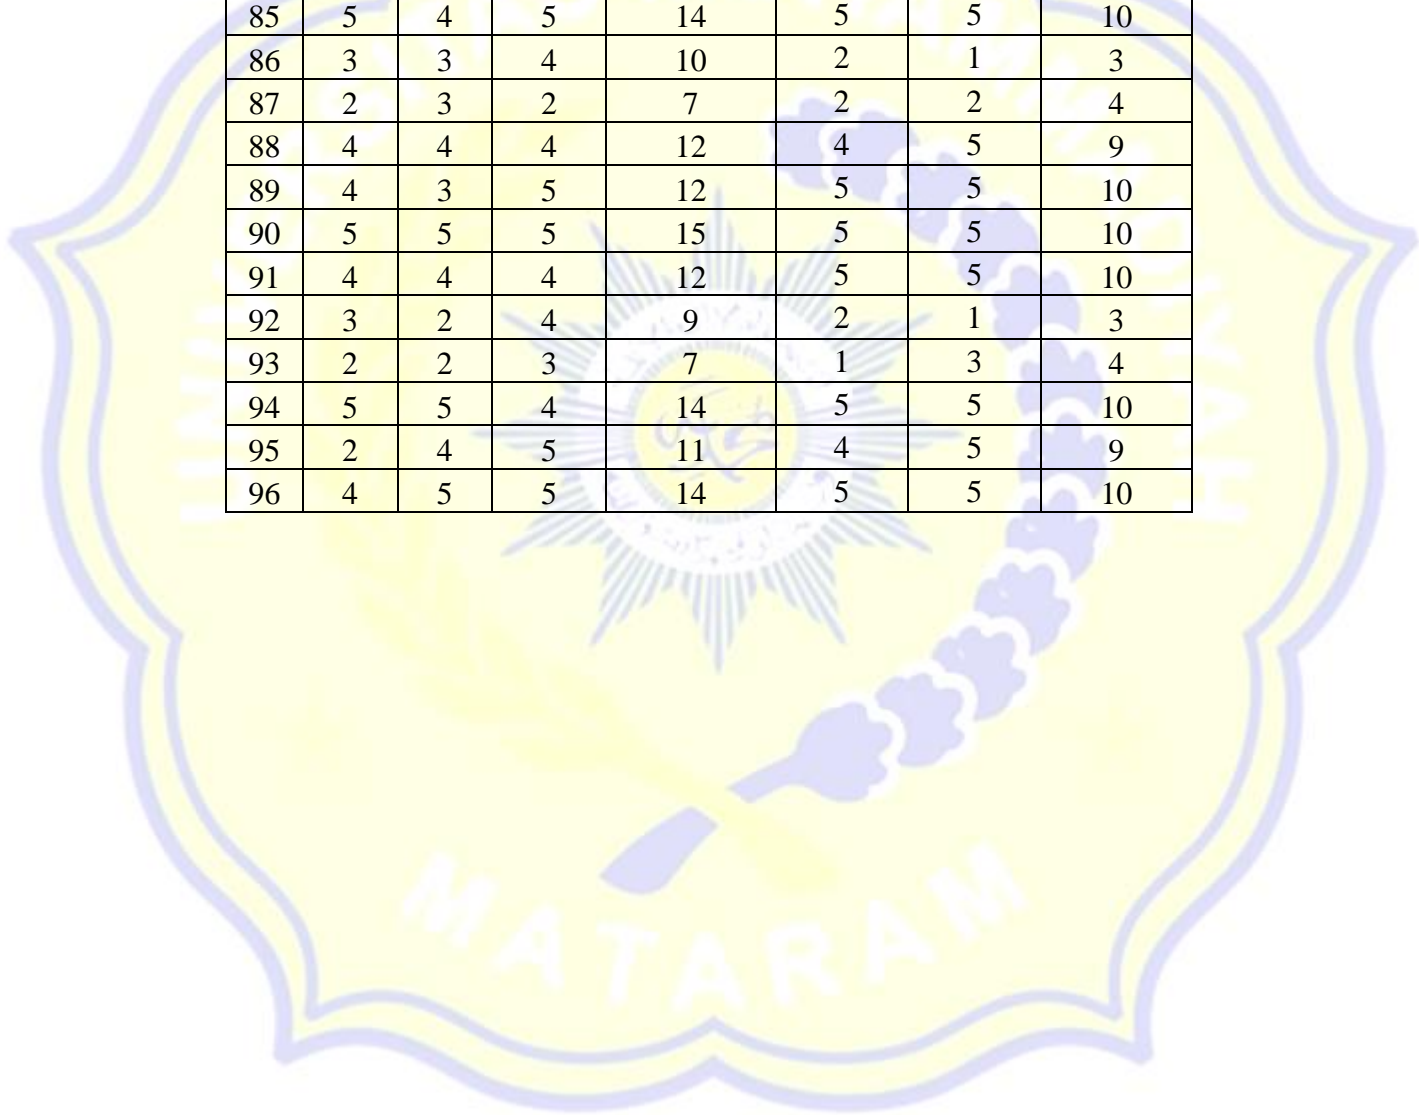 85 5 4 5 14 5 5 10
86 3 3 4 10 2 1 3
87 2 3 2 7 2 2 4
88 4 4 4 12 4 5 9
89 4 3 5 12 5 5 10
90 5 5 5 15 5 5 10
91 4 4 4 12 5 5 10
92 3 2 4 9 2 1 3
93 2 2 3 7 1 3 4
94 5 5 4 14 5 5 10
95 2 4 5 11 4 5 9
96 4 5 5 14 5 5 10
MATARAM